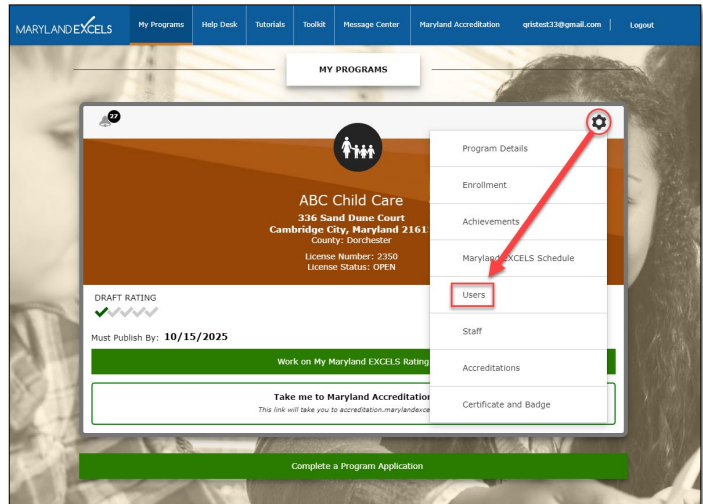 MARYLAND EXCELS
My Programs
Help Desk
Tutorials
Toolkit
Message Center
Maryland Accreditation
qristest33@gmail.com
Logout
MY PROGRAMS
27
ABC Child Care
336 Sand Dune Court
Cambridge City, Maryland
County: Dorchester
License Number: 2350
License Status: OPEN
Program Details
Enrollment
Achievements
Maryland EXCELS Schedule
Users
Staff
Accreditations
Certificate and Badge
DRAFT RATING
Must Publish By: 10/15/2025
Work on My Maryland EXCELS Rating
Take me to Maryland Accreditation
This link will take you to accreditation.marylandexce
Complete a Program Application